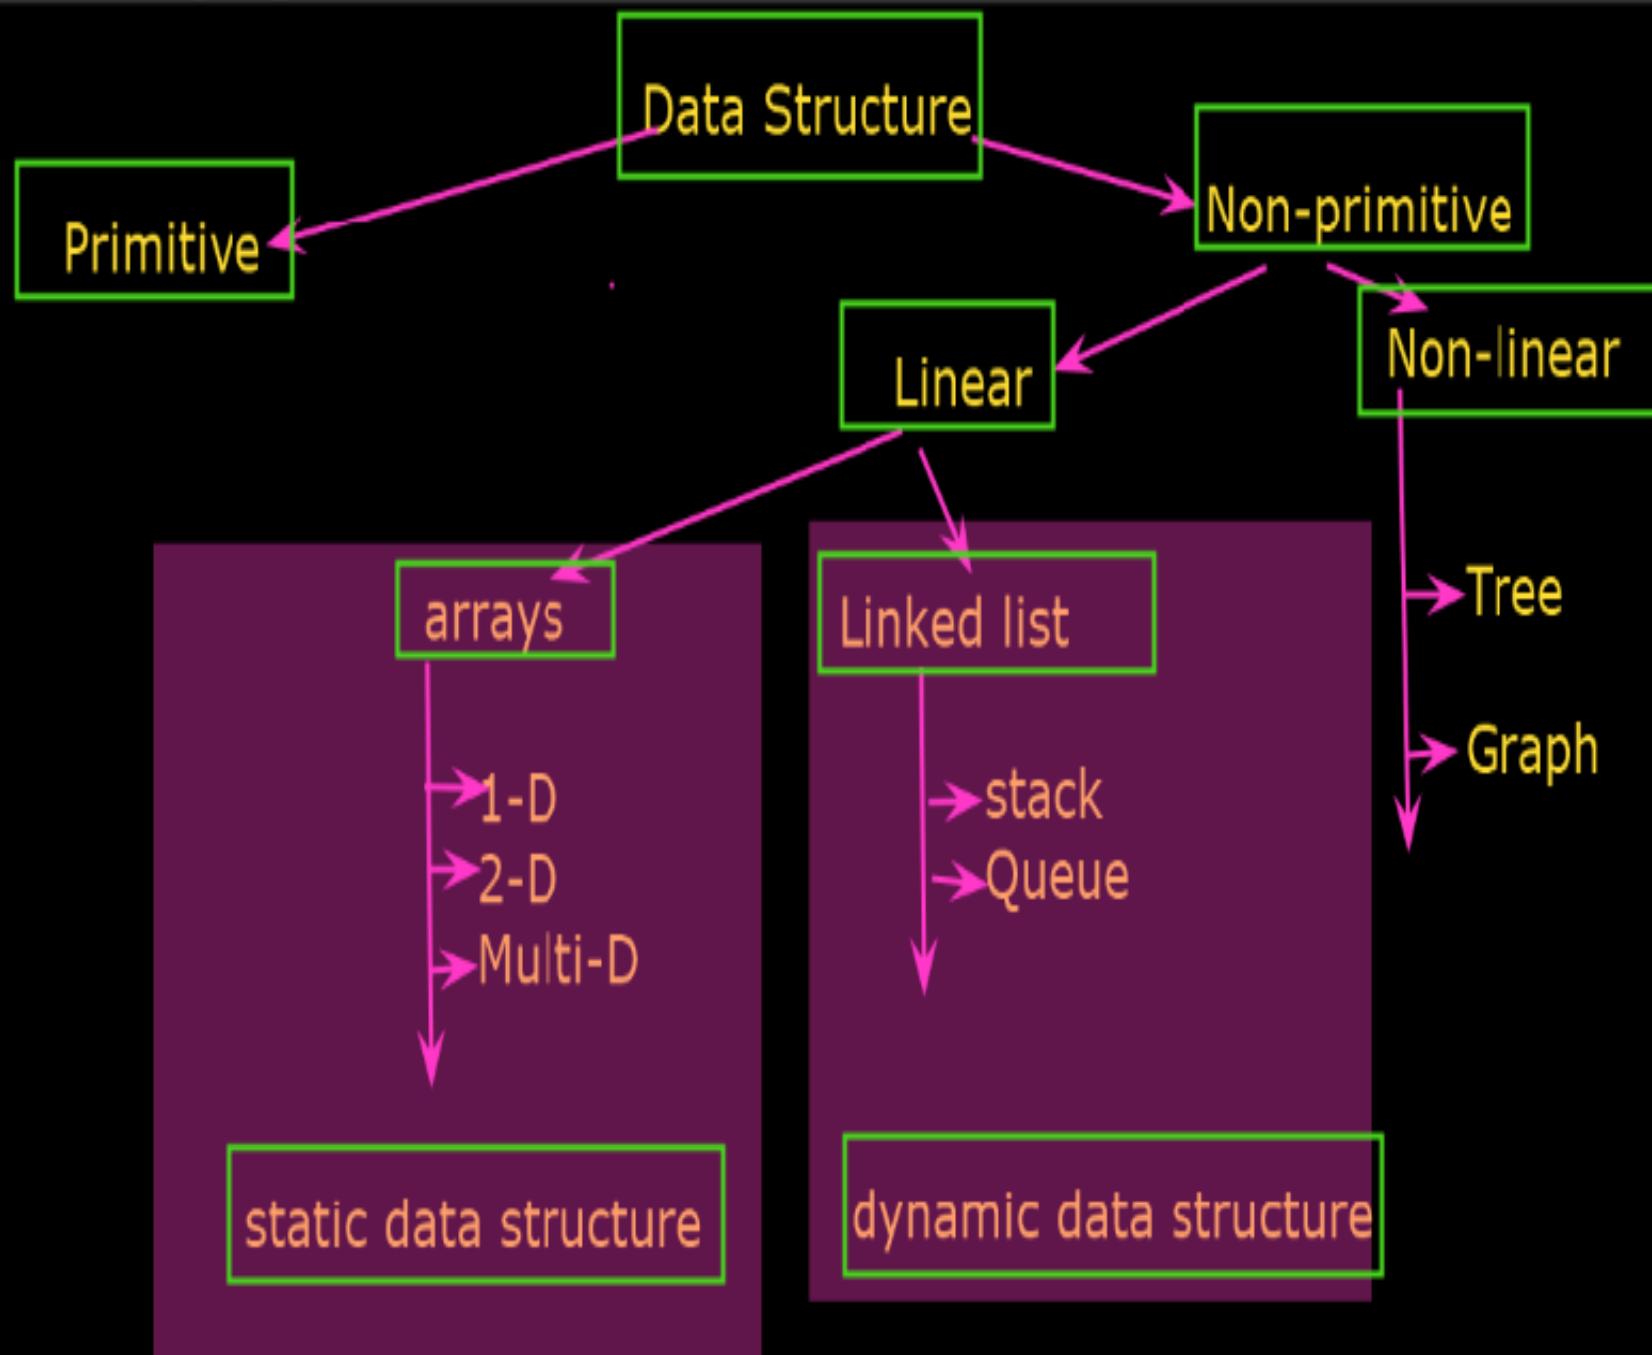 Data Structure
Primitive
Non-primitive
Linear
Non-linear
arrays
1-D
2-D
Multi-D
static data structure
Linked list
stack
Queue
dynamic data structure
Tree
Graph